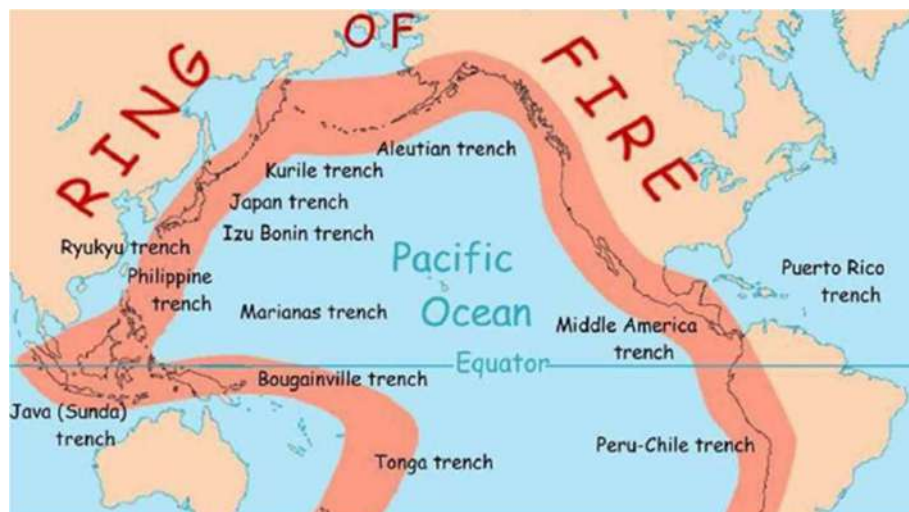 RING OF FIRE
Aleutian trench
Kurile trench
Japan trench
Izu Bonin trench
Ryukyu trench
Philippine
trench
Pacific
Ocean
Puerto Rico
trench
Marianas trench
Middle America
trench
Equator
Bougainville trench
Java (Sunda)
trench
Peru-Chile trench
Tonga trench